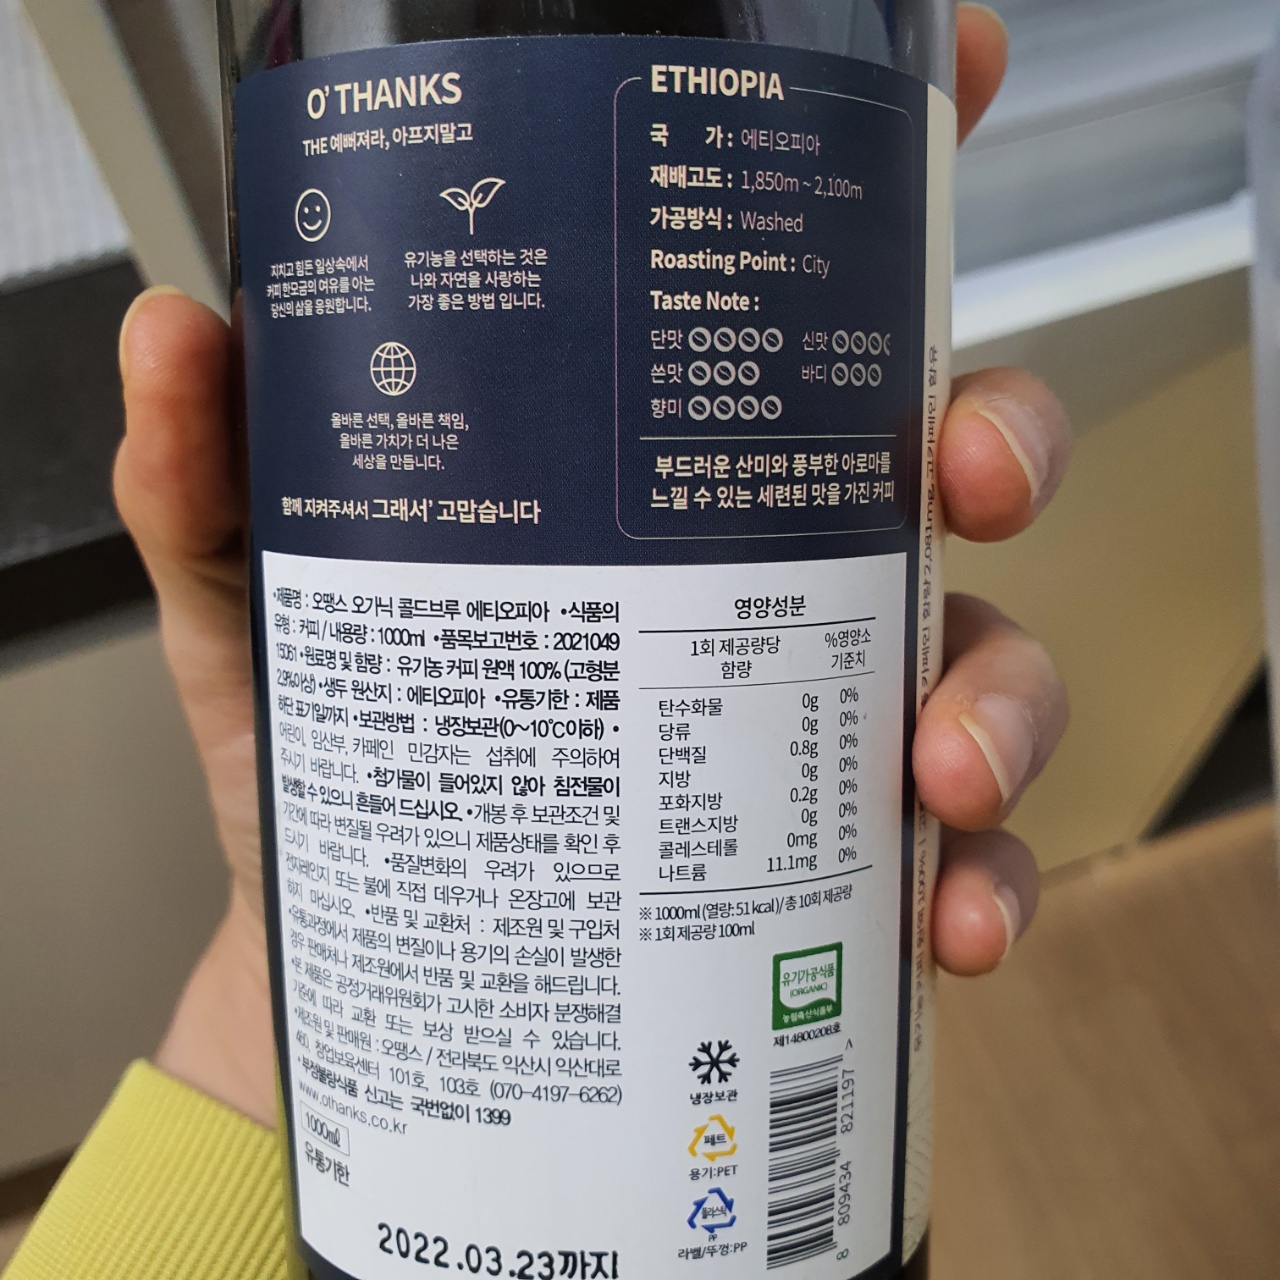 O' THANKS
THE 예뻐져라, 아프지말고
지치고 힘든 일상속에서
커피 한모금의 여유를 아는
당신의 삶을 응원합니다.
유기농을 선택하는 것은
나와 자연을 사랑하는
가장 좋은 방법 입니다.
올바른 선택, 올바른 책임,
올바른 가치가 더 나은
세상을 만듭니다.
함께 지켜주셔서 그래서' 고맙습니다
ETHIOPIA
국 가 : 에티오피아
재배고도 : 1,850m ~ 2,100m
가공방식 : Washed
Roasting Point : City
Taste Note :
단맛 신맛
쓴맛 바디
향미
부드러운 산미와 풍부한 아로마를
느낄 수 있는 세련된 맛을 가진 커피
•제품명 : 오땡스 오가닉 콜드브루 에티오피아 •식품의
유형 : 커피 / 내용량 : 1000ml •품목보고번호 : 2021049
15061 •원료명 및 함량 : 유기농 커피 원액 100% (고형분
2.9%이상) •생두 원산지 : 에티오피아 •유통기한 : 제품
하단 표기일까지 •보관방법 : 냉장보관(0~10℃이하) •
어린이, 임산부, 카페인 민감자는 섭취에 주의하여
주시기 바랍니다. •첨가물이 들어있지 않아 침전물이
발생할 수 있으니 흔들어 드십시오. •개봉 후 보관조건 및
기간에 따라 변질될 우려가 있으니 제품상태를 확인 후
드시기 바랍니다. •품질변화의 우려가 있으므로
전자레인지 또는 불에 직접 데우거나 온장고에 보관
하지 마십시오. •반품 및 교환처 : 제조원 및 구입처
•유통과정에서 제품의 변질이나 용기의 손실이 발생한
경우 판매처나 제조원에서 반품 및 교환을 해드립니다.
•본 제품은 공정거래위원회가 고시한 소비자 분쟁해결
기준에 따라 교환 또는 보상 받으실 수 있습니다.
•제조원 및 판매원 : 오땡스 / 전라북도 익산시 익산대로
460, 창업보육센터 101호, 103호 (070-4197-6262)
•부정불량식품 신고는 국번없이 1399
www.othanks.co.kr
1000ml
유통기한
2022.03.23까지
영양성분
1회 제공량당 함량 %영양소 기준치
탄수화물 0g 0%
당류 0g 0%
단백질 0.8g 0%
지방 0g 0%
포화지방 0.2g 0%
트랜스지방 0g 0%
콜레스테롤 0mg 0%
나트륨 11.1mg 0%
※ 1000ml (열량: 51 kcal) / 총 10회 제공량
※ 1회 제공량 100ml
유기가공식품
(ORGANIC)
농림축산식품부
제14800208호
냉장보관
페트
용기:PET
플라스틱
PP
라벨/뚜껑:PP
8 809434 821197 >
카페인 함량 2,081mg 고카페인 함유